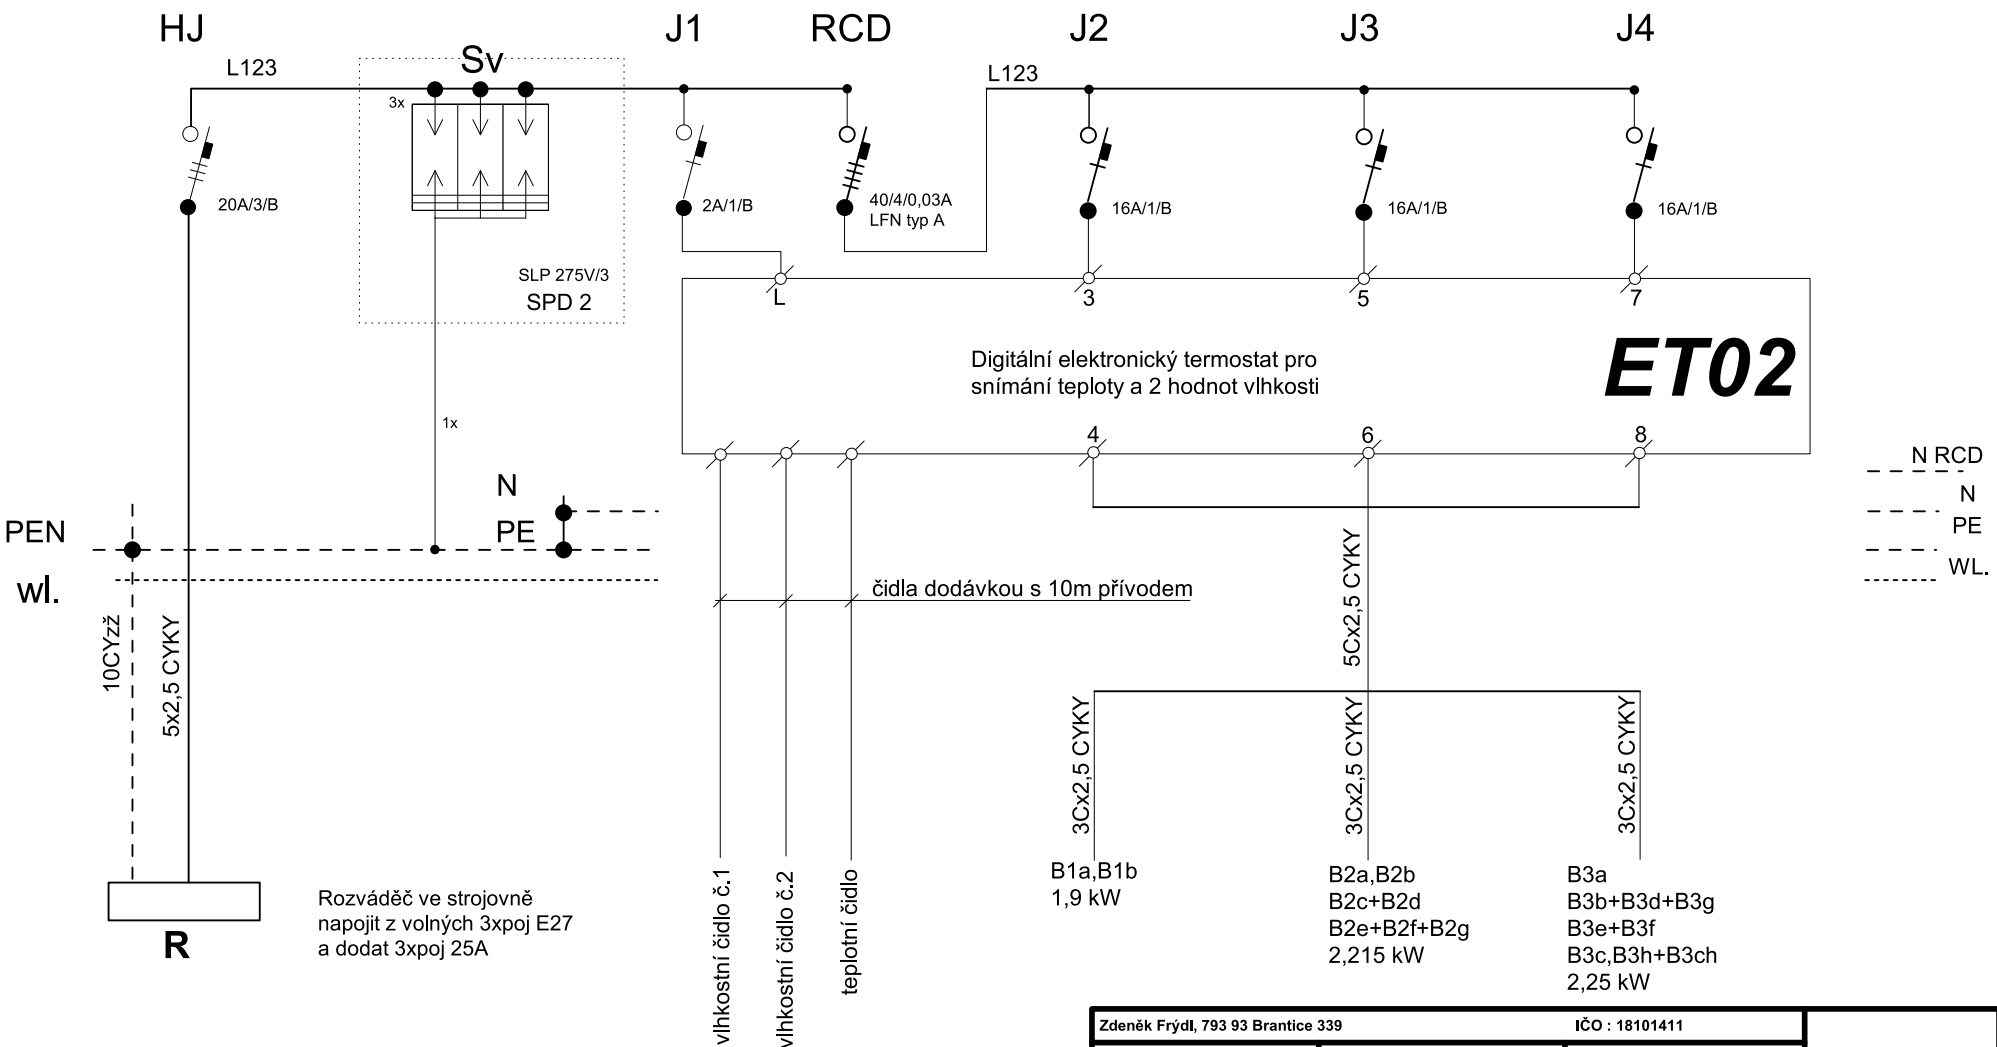 HJ
Sv
J1
RCD
J2
J3
J4
L123
L123
3x
20A/3/B
2A/1/B
40/4/0,03A
LFN typ A
16A/1/B
16A/1/B
16A/1/B
SLP 275V/3
SPD 2
L
3
5
7
Digitální elektronický termostat pro
snímání teploty a 2 hodnot vlhkosti
ET02
1x
4
6
8
N RCD
N
PE
WL.
PEN
N
PE
wl.
čidla dodávkou s 10m přívodem
10CYzž
5x2,5 CYKY
5Cx2,5 CYKY
3Cx2,5 CYKY
3Cx2,5 CYKY
3Cx2,5 CYKY
R
Rozváděč ve strojovně
napojit z volných 3xpoj E27
a dodat 3xpoj 25A
vlhkostní čidlo č.1
vlhkostní čidlo č.2
teplotní čidlo
B1a,B1b
1,9 kW
B2a,B2b
B2c+B2d
B2e+B2f+B2g
2,215 kW
B3a
B3b+B3d+B3g
B3e+B3f
B3c,B3h+B3ch
2,25 kW
Zdeněk Frýdl, 793 93 Brantice 339
IČO : 18101411